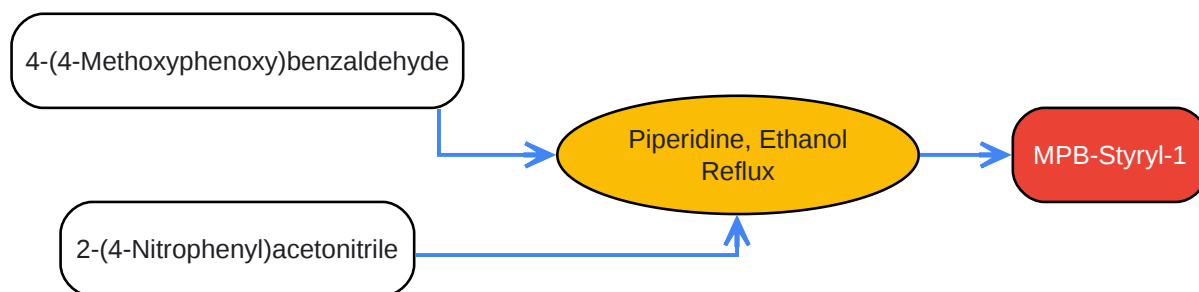 4-(4-Methoxyphenoxy)benzaldehyde
Piperidine, Ethanol
Reflux
MPB-Styryl-1
2-(4-Nitrophenyl)acetonitrile